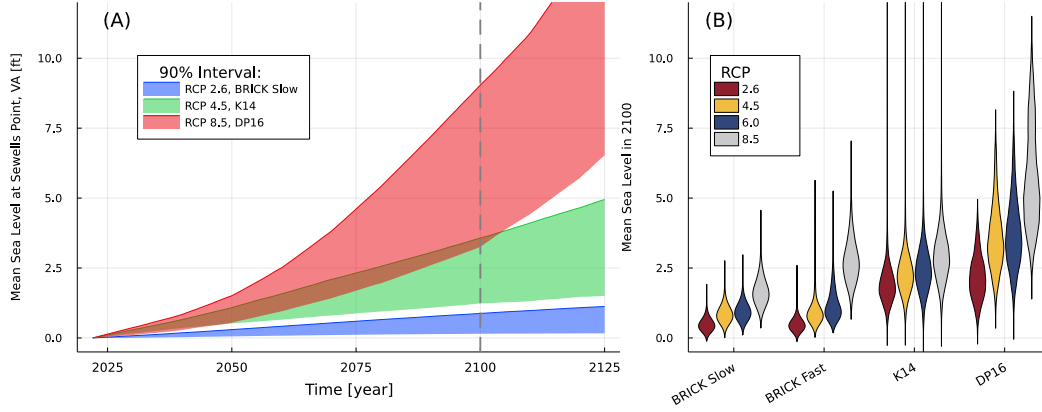 (A)
Mean Sea Level at Sewells Point, VA [ft]
10.0
7.5
5.0
2.5
0.0
90% Interval:
RCP 2.6, BRICK Slow
RCP 4.5, K14
RCP 8.5, DP16
2025
2050
2075
2100
2125
Time [year]
(B)
Mean Sea Level in 2100
10.0
7.5
5.0
2.5
0.0
RCP
2.6
4.5
6.0
8.5
BRICK Slow
BRICK Fast
K14
DP16